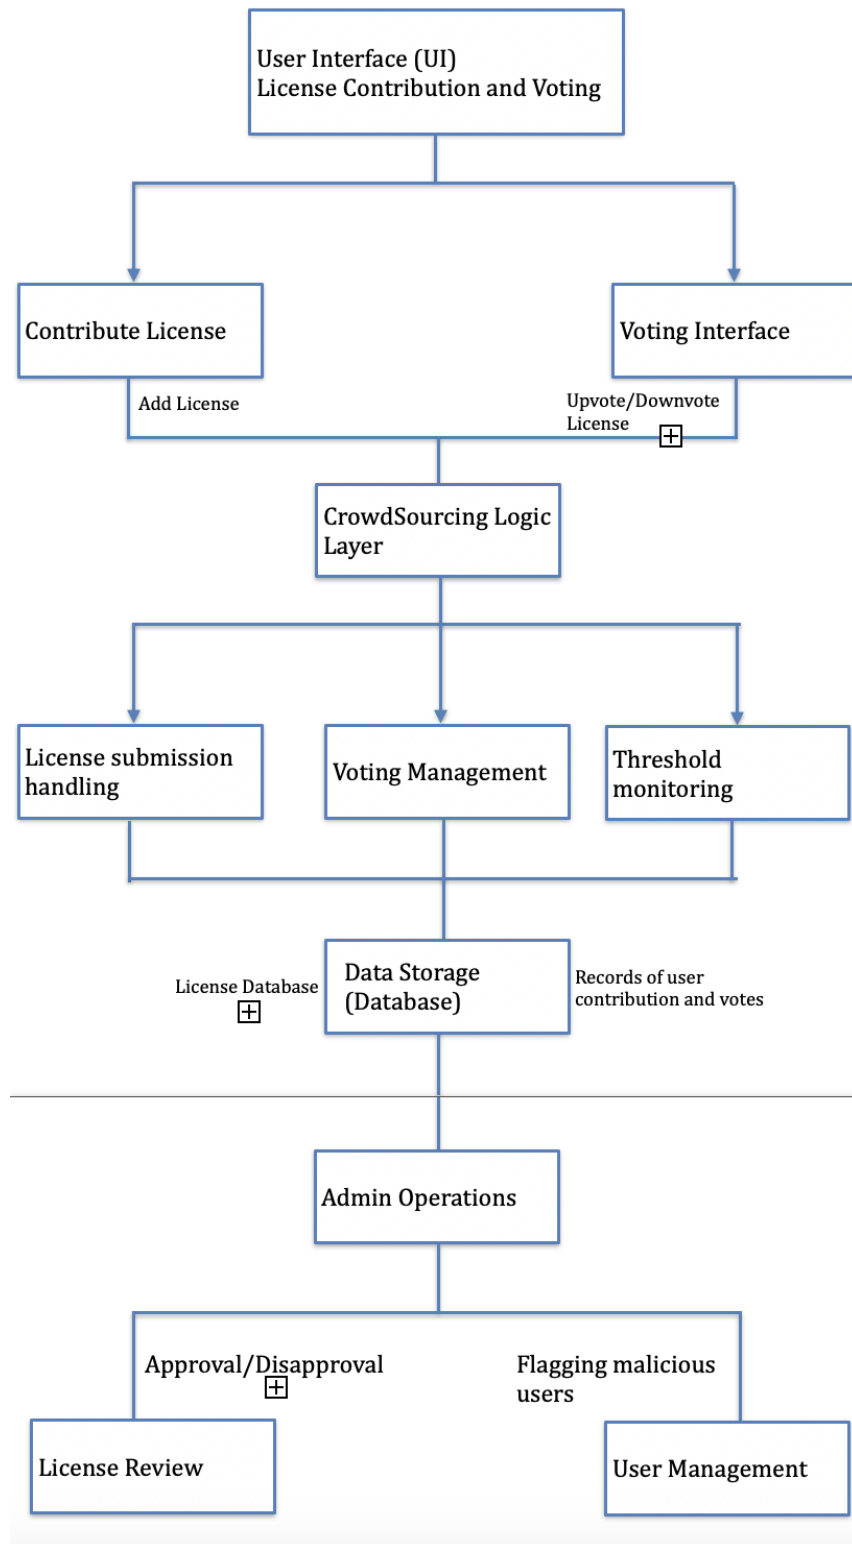 User Interface (UI)
License Contribution and Voting
Contribute License
Voting Interface
Add License
Upvote/Downvote
License
CrowdSourcing Logic
Layer
License submission
handling
Voting Management
Threshold
monitoring
License Database
Data Storage
(Database)
Records of user
contribution and votes
Admin Operations
Approval/Disapproval
Flagging malicious
users
License Review
User Management